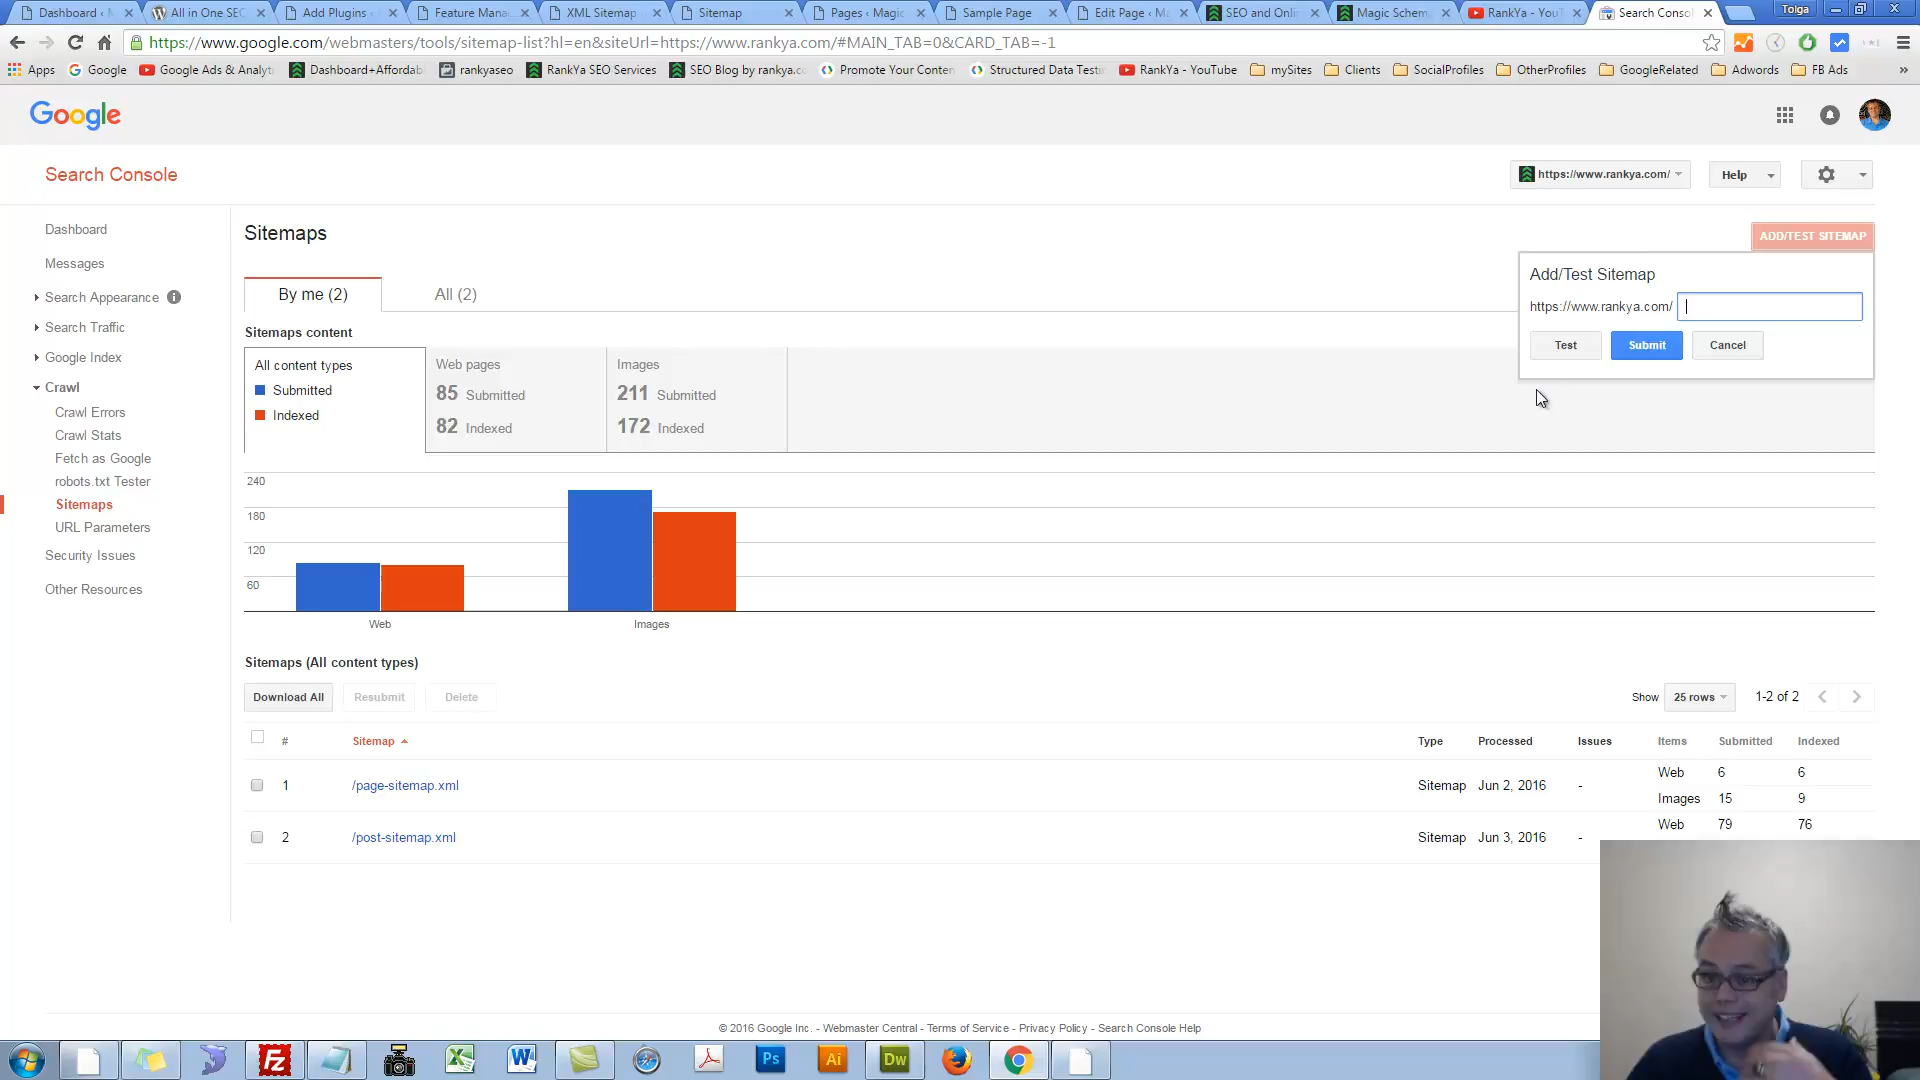 Dashboard ‹ M
All in One SEO
Add Plugins ‹
Feature Mana
XML Sitemap
Sitemap
Pages ‹ Magic
Sample Page
Edit Page ‹ Ma
SEO and Onli
Magic Schem
RankYa - YouT
Search Consol
Tolga
https://www.google.com/webmasters/tools/sitemap-list?hl=en&siteUrl=https://www.rankya.com/#MAIN_TAB=0&CARD_TAB=-1
Apps
Google
Google Ads & Analyti
Dashboard+Affordab
rankyaseo
RankYa SEO Services
SEO Blog by rankya.co
Promote Your Conten
Structured Data Testi
RankYa - YouTube
mySites
Clients
SocialProfiles
OtherProfiles
GoogleRelated
Adwords
FB Ads
»
Google
Search Console
https://www.rankya.com/
Help
Dashboard
Messages
Search Appearance i
Search Traffic
Google Index
Crawl
Crawl Errors
Crawl Stats
Fetch as Google
robots.txt Tester
Sitemaps
URL Parameters
Security Issues
Other Resources
Sitemaps
ADD/TEST SITEMAP
Add/Test Sitemap
https://www.rankya.com/
Test Submit Cancel
By me (2) All (2)
Sitemaps content
All content types
Submitted
Indexed
Web pages
85 Submitted
82 Indexed
Images
211 Submitted
172 Indexed
240
180
120
60
Web Images
Sitemaps (All content types)
Download All Resubmit Delete
Show 25 rows 1-2 of 2
# Sitemap Type Processed Issues Items Submitted Indexed
1 /page-sitemap.xml Sitemap Jun 2, 2016 - Web 6 6
Images 15 9
2 /post-sitemap.xml Sitemap Jun 3, 2016 - Web 79 76
© 2016 Google Inc. - Webmaster Central - Terms of Service - Privacy Policy - Search Console Help
Fz
Ps
Ai
Dw